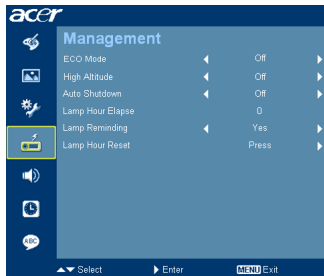 acer
Management
ECO Mode Off
High Altitude Off
Auto Shutdown Off
Lamp Hour Elapse 0
Lamp Reminding Yes
Lamp Hour Reset Press
ABC
Select Enter MENU Exit